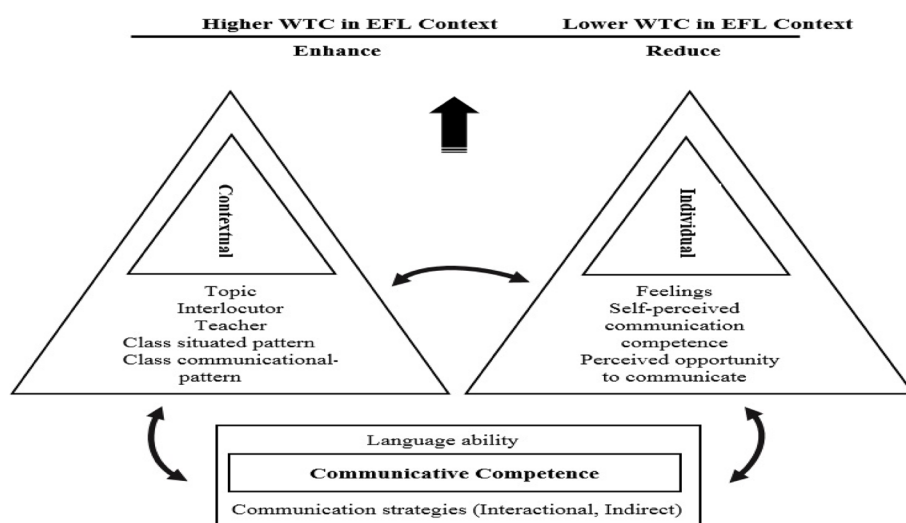 Higher WTC in EFL Context
Lower WTC in EFL Context
Enhance
Reduce
Contextual
Topic
Interlocutor
Teacher
Class situated pattern
Class communicational-
pattern
Individual
Feelings
Self-perceived
communication
competence
Perceived opportunity
to communicate
Language ability
Communicative Competence
Communication strategies (Interactional, Indirect)